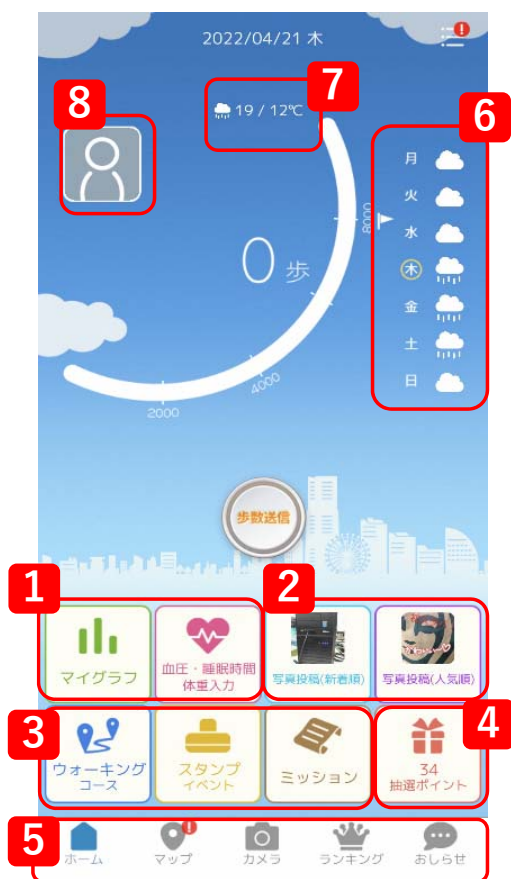 2022/04/21 木
7
19 / 12℃
8
6
月
火
水
木
金
土
日
0 歩
8000
4000
2000
歩数送信
1
マイグラフ
血圧・睡眠時間
体重入力
2
写真投稿(新着順)
写真投稿(人気順)
かわいい
3
ウォーキング
コース
スタンプ
イベント
ミッション
4
34
抽選ポイント
5
ホーム
マップ
カメラ
ランキング
おしらせ